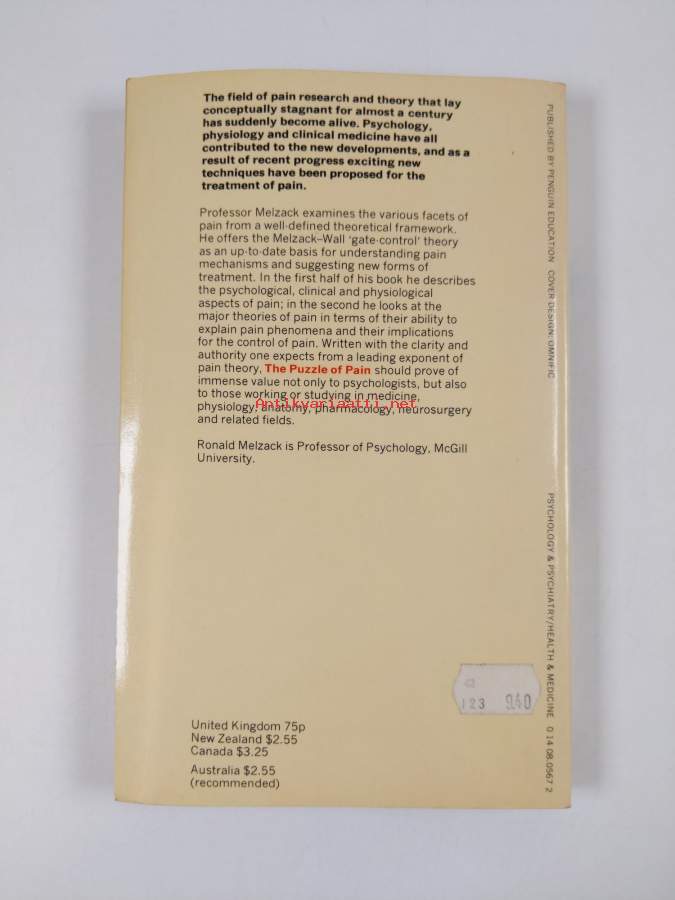 The field of pain research and theory that lay
conceptually stagnant for almost a century
has suddenly become alive. Psychology,
physiology and clinical medicine have all
contributed to the new developments, and as a
result of recent progress exciting new
techniques have been proposed for the
treatment of pain.
Professor Melzack examines the various facets of
pain from a well-defined theoretical framework.
He offers the Melzack–Wall 'gate-control' theory
as an up-to-date basis for understanding pain
mechanisms and suggesting new forms of
treatment. In the first half of his book he describes
the psychological, clinical and physiological
aspects of pain; in the second he looks at the
major theories of pain in terms of their ability to
explain pain phenomena and their implications
for the control of pain. Written with the clarity and
authority one expects from a leading exponent of
pain theory, The Puzzle of Pain should prove of
immense value not only to psychologists, but also
to those working or studying in medicine,
Antikvariaatti.net
physiology, anatomy, pharmacology, neurosurgery
and related fields.
Ronald Melzack is Professor of Psychology, McGill
University.
United Kingdom 75p
New Zealand $2.55
Canada $3.25
Australia $2.55
(recommended)
PUBLISHED BY PENGUIN EDUCATION COVER DESIGN: OMNIFIC
PSYCHOLOGY & PSYCHIATRY/HEALTH & MEDICINE 0 14 08.0567 2
123 9.40